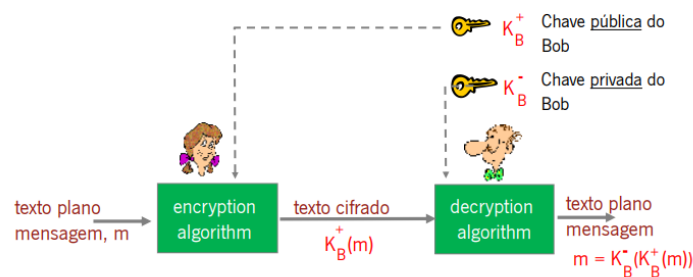 K_B^+ Chave pública do
Bob
K_B^- Chave privada do
Bob
texto plano
mensagem, m
encryption
algorithm
texto cifrado
K_B^+(m)
decryption
algorithm
texto plano
mensagem
m = K_B^-(K_B^+(m))